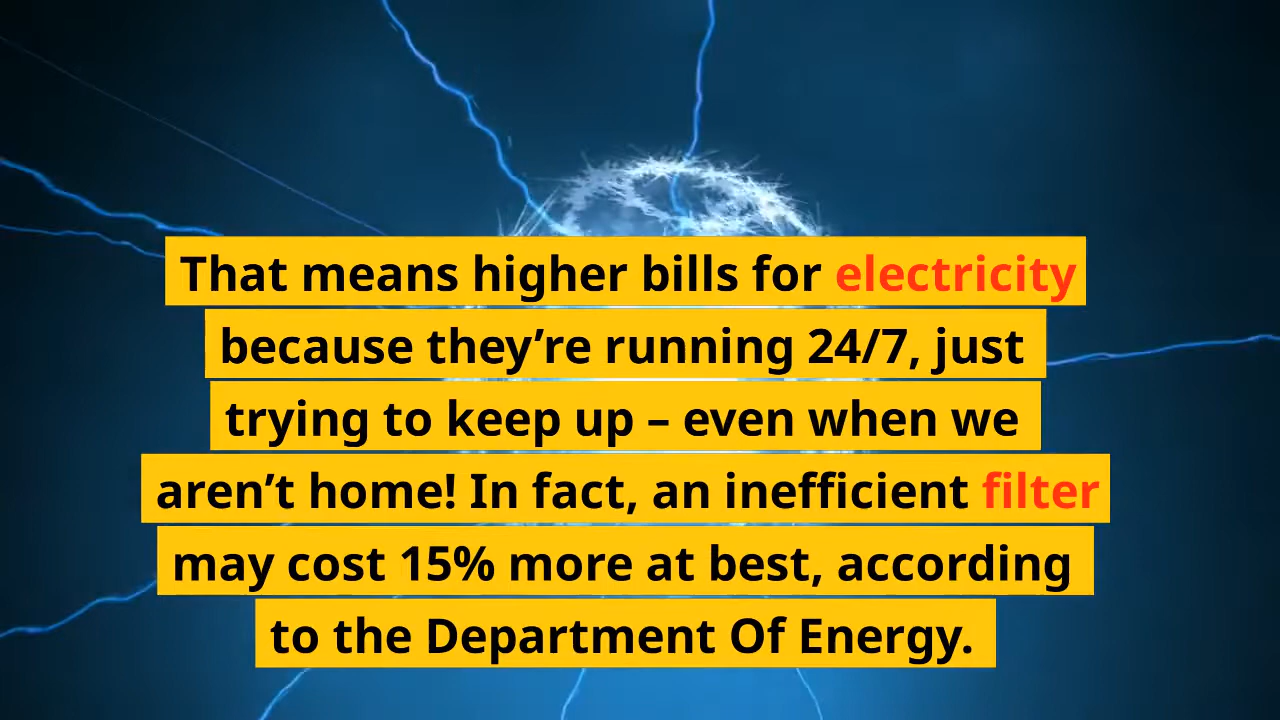 That means higher bills for electricity
because they’re running 24/7, just
trying to keep up – even when we
aren’t home! In fact, an inefficient filter
may cost 15% more at best, according
to the Department Of Energy.